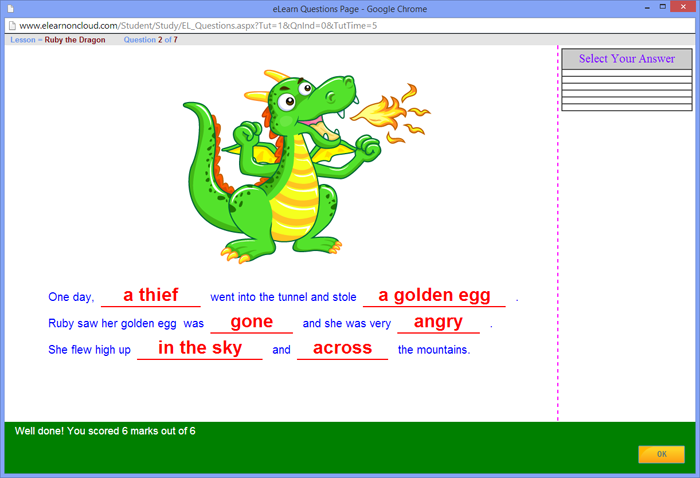 eLearn Questions Page - Google Chrome
www.elearnoncloud.com/Student/Study/EL_Questions.aspx?Tut=1&QnInd=0&TutTime=5
Lesson – Ruby the Dragon Question 2 of 7
Select Your Answer
One day, a thief went into the tunnel and stole a golden egg .
Ruby saw her golden egg was gone and she was very angry .
She flew high up in the sky and across the mountains.
Well done! You scored 6 marks out of 6
OK